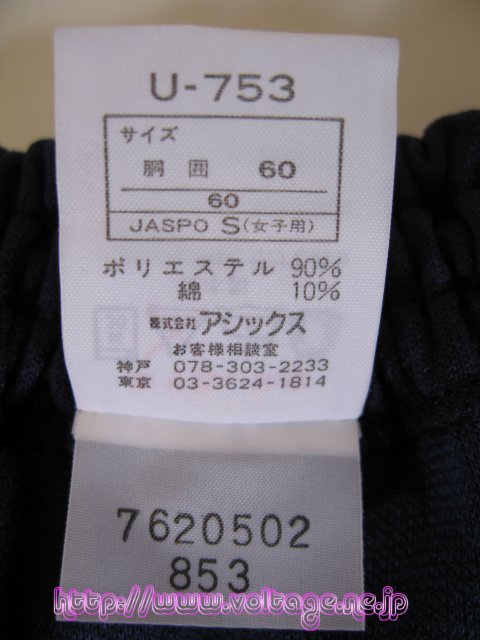 U-753
サイズ
胴囲 60
60
JASPO S(女子用)
ポリエステル 90%
綿 10%
株式会社アシックス
お客様相談室
神戸 078-303-2233
東京 03-3624-1814
7620502
853
http://www.voltage.ne.jp